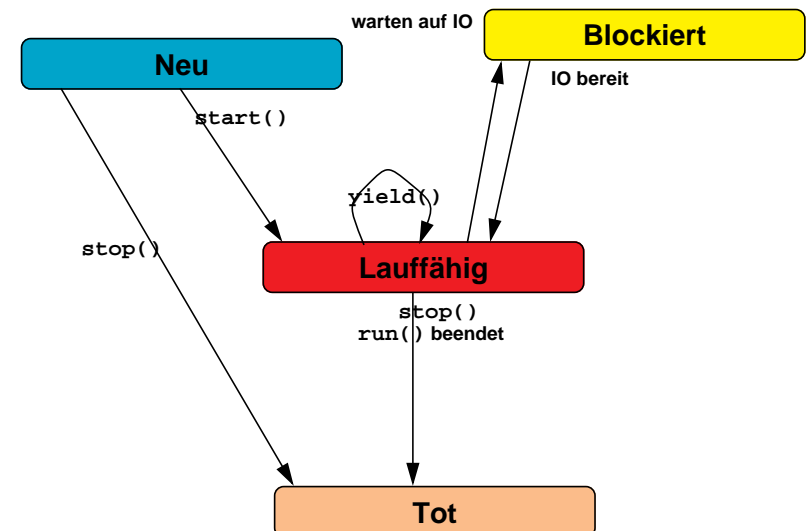 warten auf IO
Blockiert
Neu
IO bereit
start()
yield()
stop()
Lauffähig
stop()
run() beendet
Tot